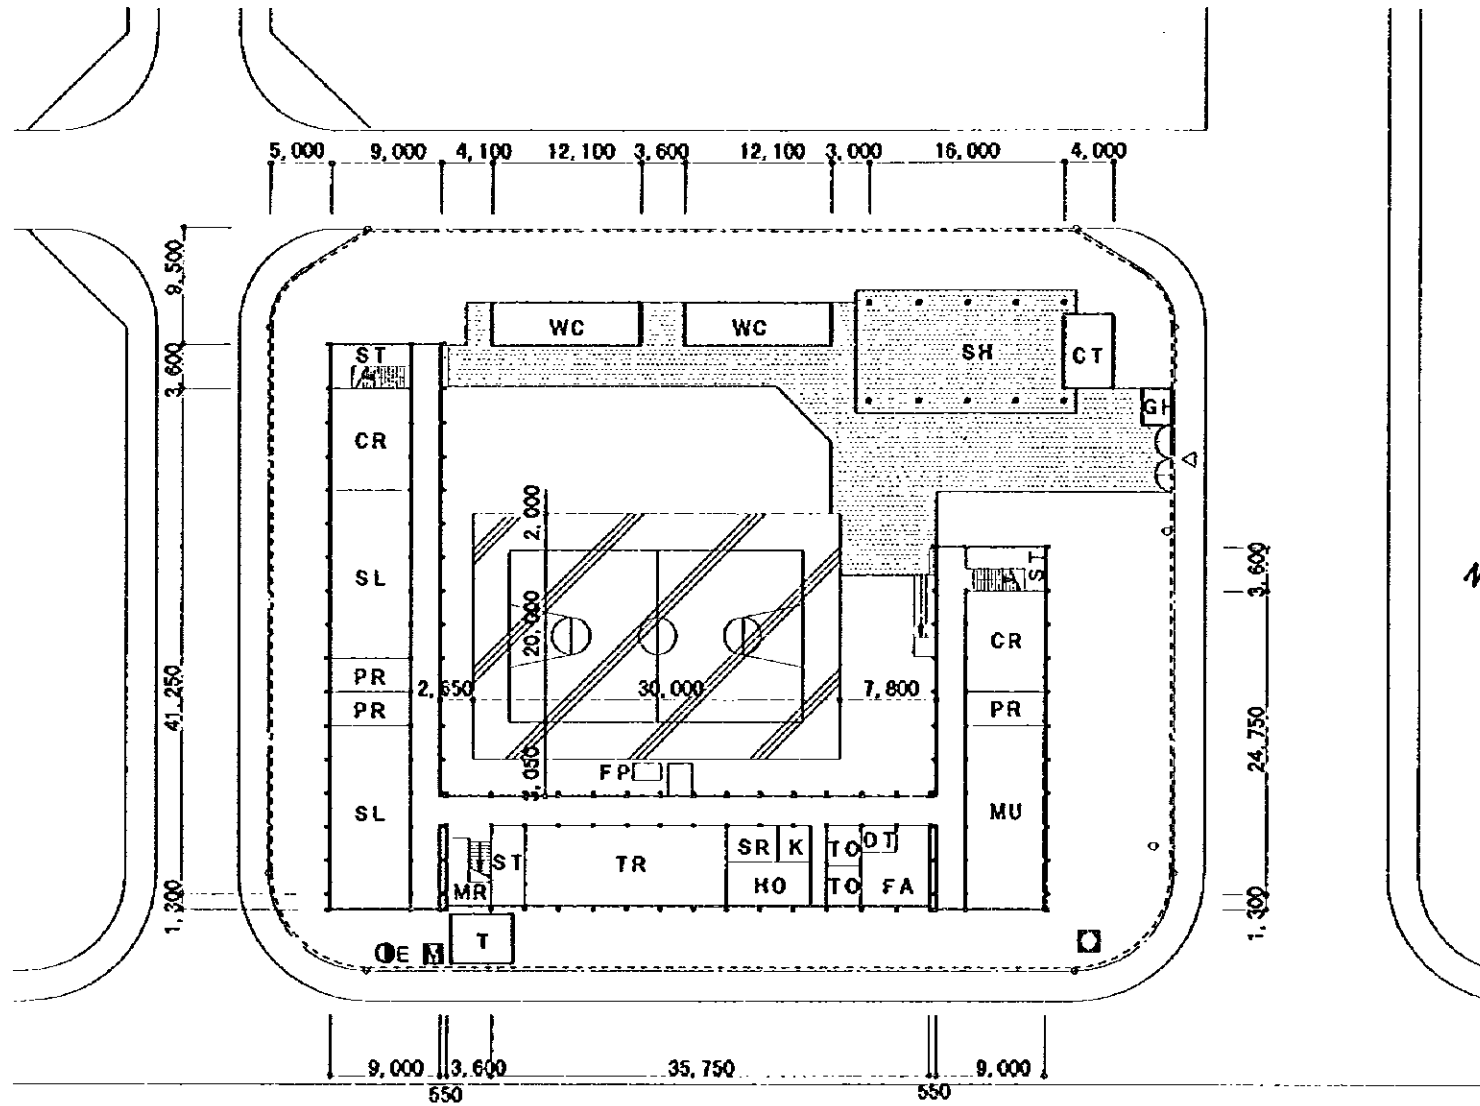 5,000 9,000 4,100 12,100 3,600 12,100 3,000 16,000 4,000
9,500
WC WC
SH
CT
ST
3,600
GH
CR
2,000
ST
3,600
SL
20,000
CR
PR
2,650 30,000 7,800
PR
PR
41,250
24,750
3,050
FP
SL
MU
ST
TR
SR K
TO
OT
MR
HO
TO
FA
1,300
1,300
T
E M
9,000 3,600 35,750 9,000
550 550